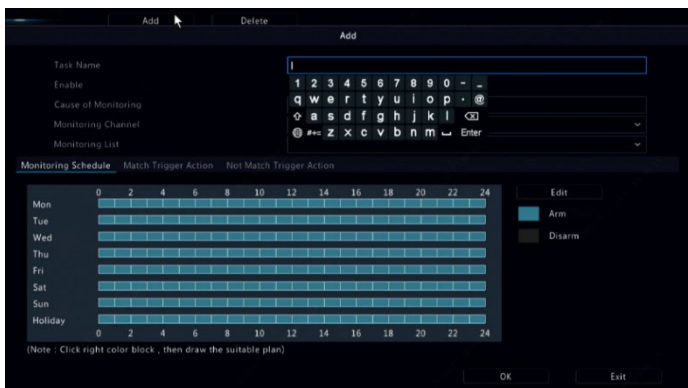 Add Delete
Add
Task Name
Enable
1 2 3 4 5 6 7 8 9 0 - _
Cause of Monitoring
q w e r t y u i o p · @
Monitoring Channel
a s d f g h j k l
Monitoring List
#+= z x c v b n m Enter
Monitoring Schedule Match Trigger Action Not Match Trigger Action
0 2 4 6 8 10 12 14 16 18 20 22 24
Edit
Mon
Arm
Tue
Wed
Disarm
Thu
Fri
Sat
Sun
Holiday
0 2 4 6 8 10 12 14 16 18 20 22 24
(Note : Click right color block , then draw the suitable plan)
OK Exit